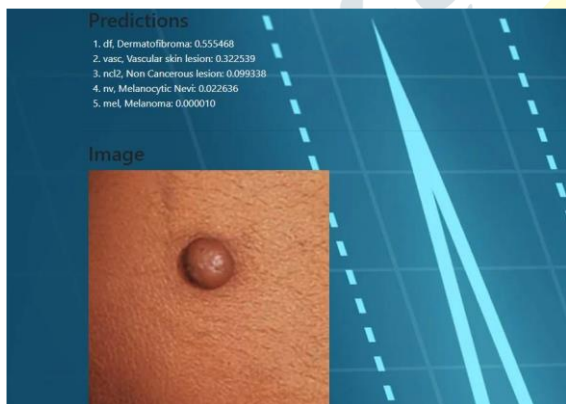 Predictions
1. df, Dermatofibroma: 0.555468
2. vasc, Vascular skin lesion: 0.322539
3. ncl2, Non Cancerous lesion: 0.099338
4. nv, Melanocytic Nevi: 0.022636
5. mel, Melanoma: 0.000010
Image